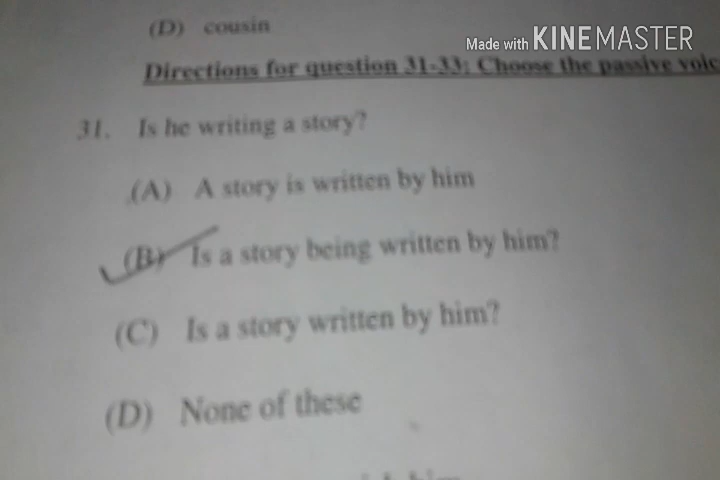 (D) cousin
Made with KINEMASTER
Directions for question 31-33: Choose the passive voic
31. Is he writing a story?
(A) A story is written by him
(B) Is a story being written by him?
(C) Is a story written by him?
(D) None of these